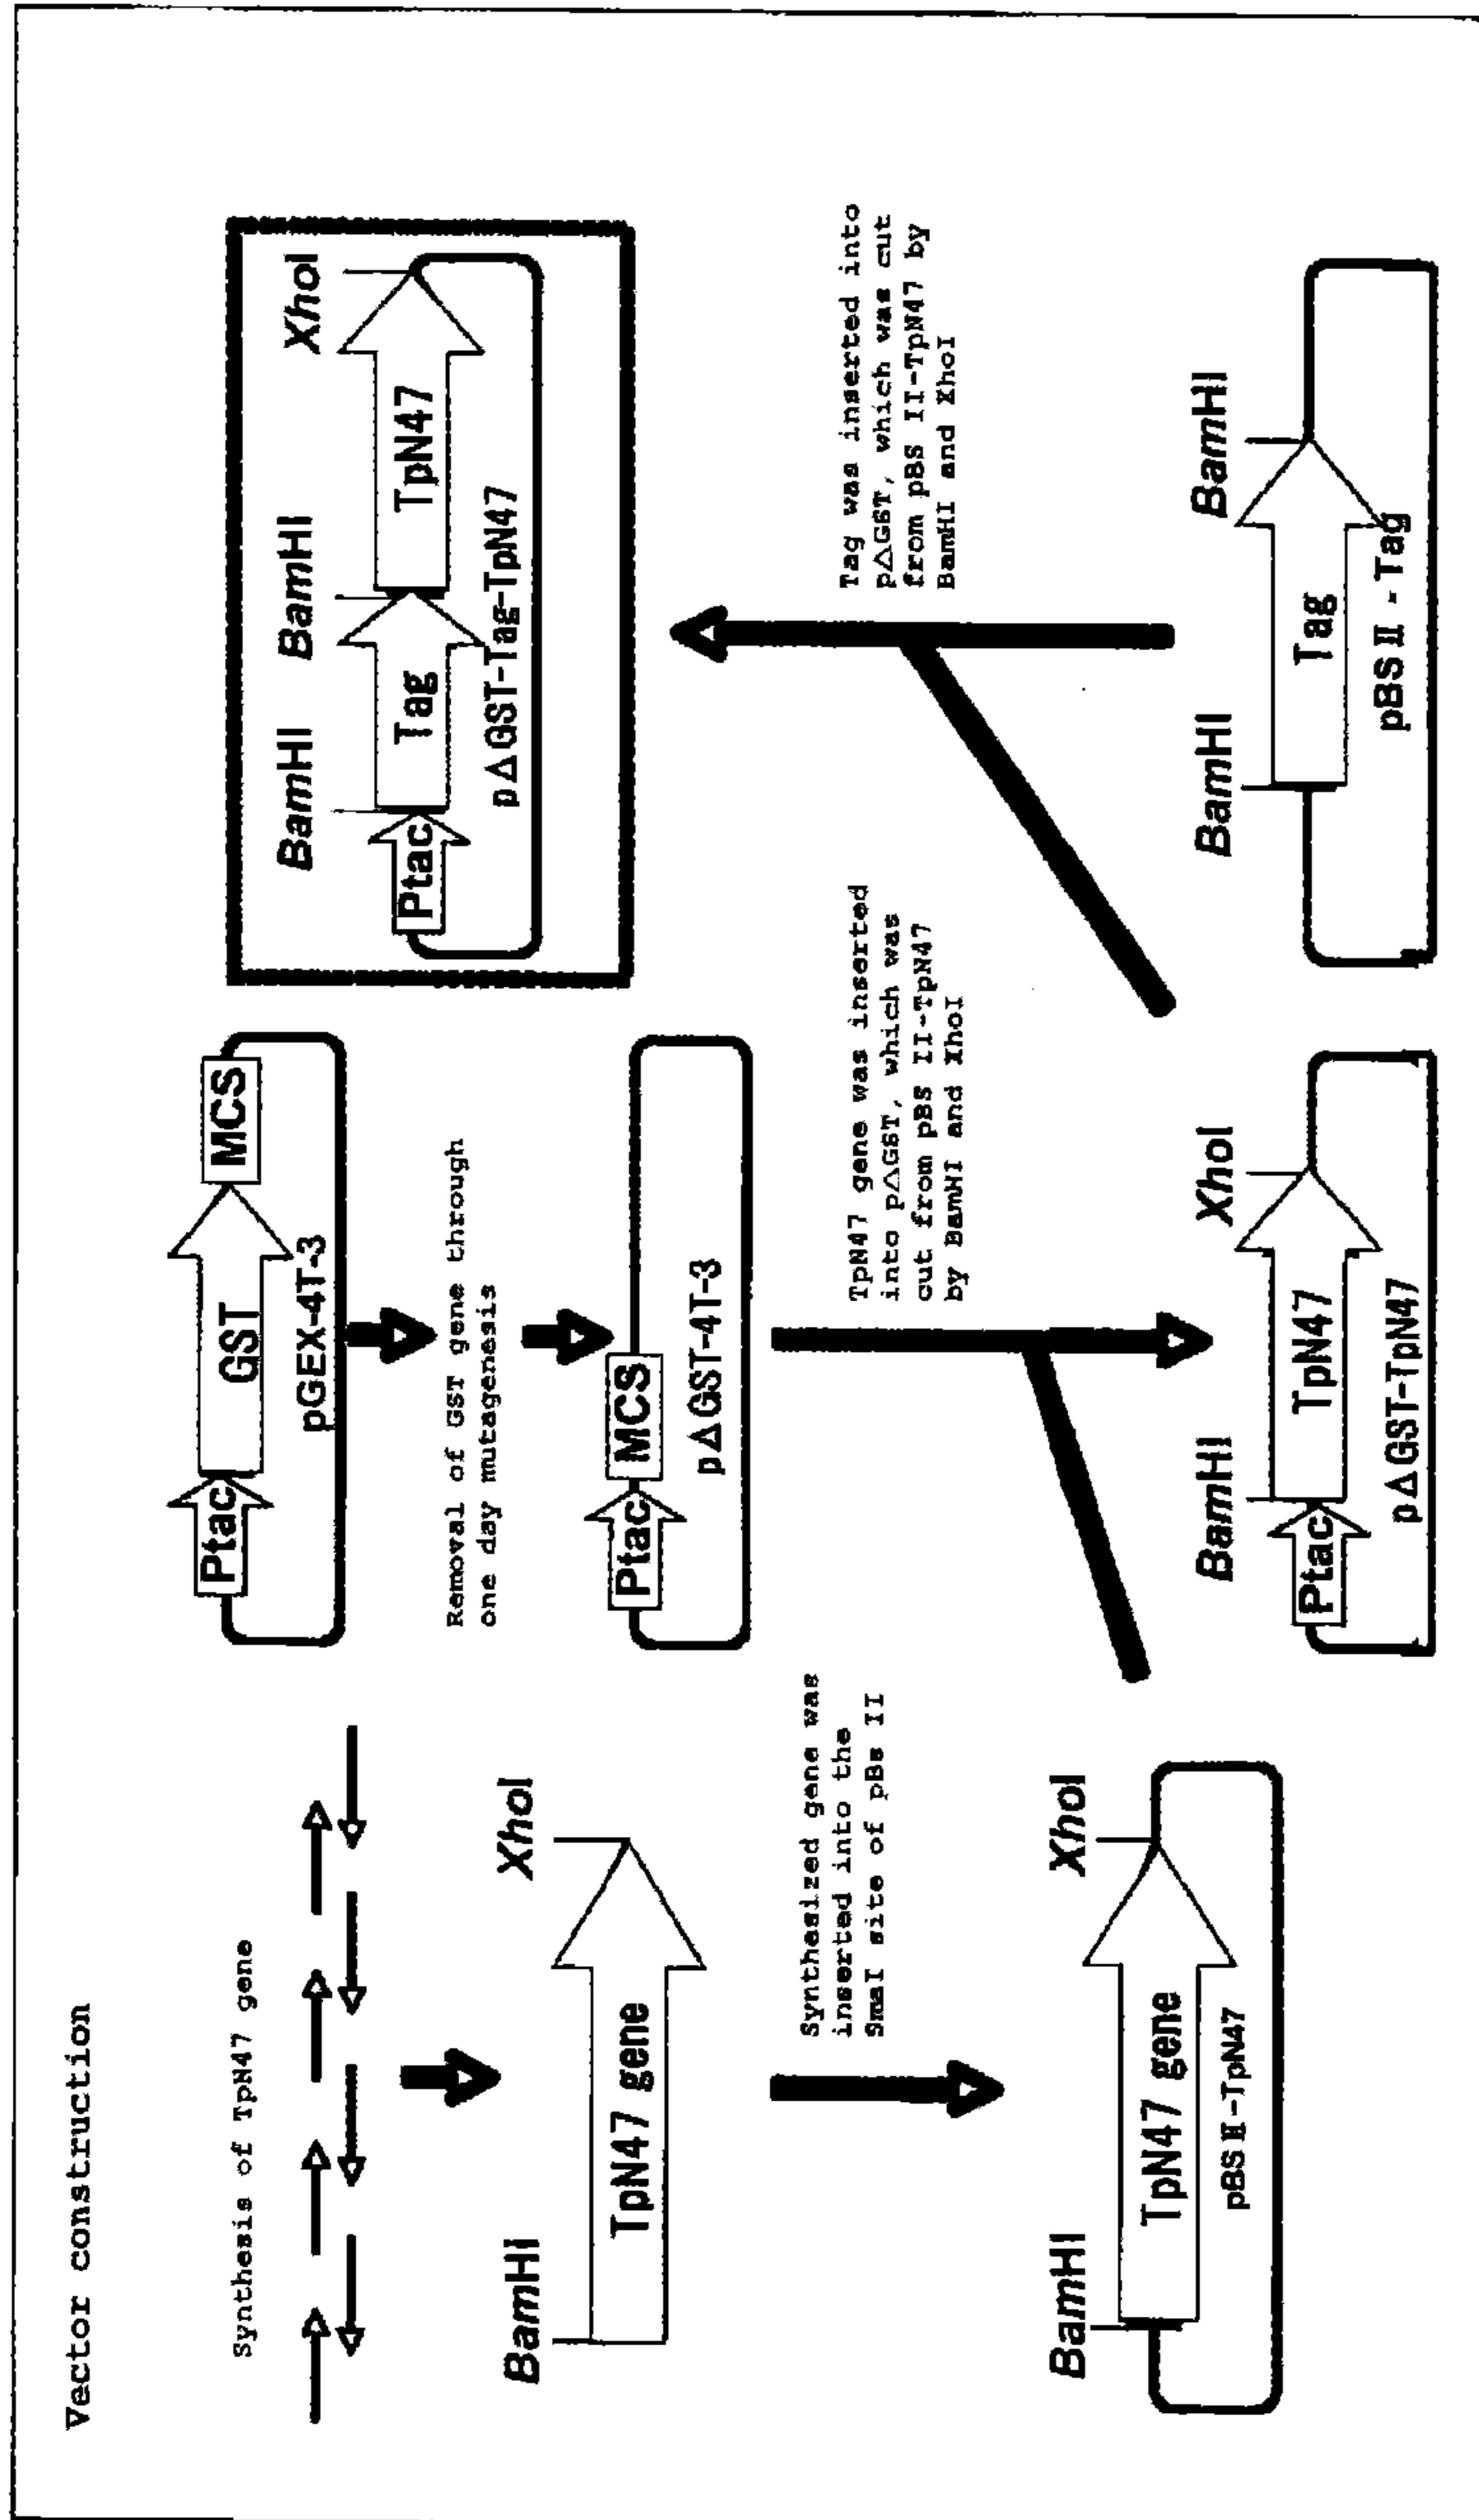 Vector construction
Synthesis of TpN47 gene
BamHI
XhoI
TpN47 gene
Synthesized gene was
inserted into the
SmaI site of pBs II
BamHI
XhoI
TpN47 gene
pBS II-TpN47
Ptac
GST
MCS
pGEX-4T-3
Removal of GST gene through
one day mutagenesis
Ptac
MCS
p△GST-4T-3
TpN47 gene was inserted
into p△GST, which was
cut from pBS II-TpN47
by BamHI and XhoI
BamHI
XhoI
Ptac
TpN47
p△GST-TpN47
BamHI
BamHI
XhoI
Ptac
Tag
TpN47
p△GST-Tag-TpN47
Tag was inserted into
p△GST, which was cut
from pBS II-TpN47 by
BamHI and XhoI
BamHI
BamHI
Tag
pBS II - Tag